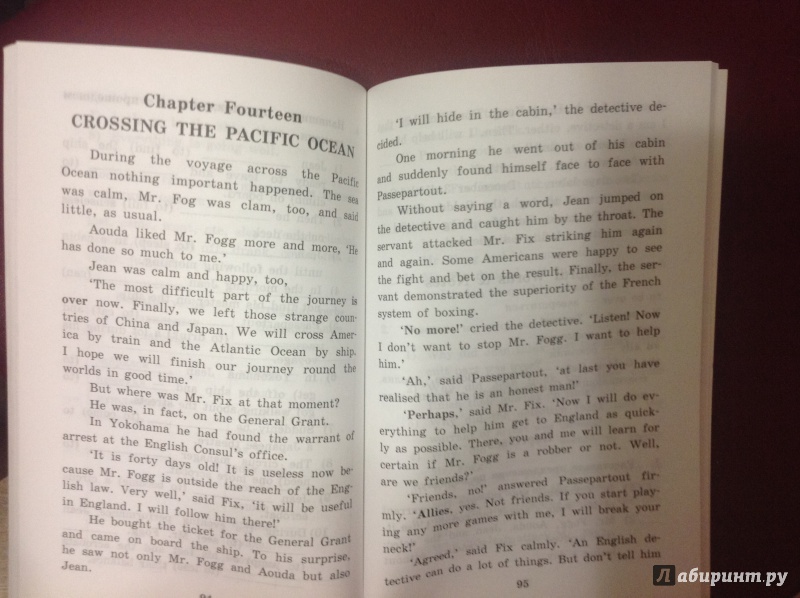 Chapter Fourteen
CROSSING THE PACIFIC OCEAN
During the voyage across the Pacific
Ocean nothing important happened. The sea
was calm, Mr. Fog was clam, too, and said
little, as usual.
Aouda liked Mr. Fogg more and more, ‘He
has done so much to me.’
Jean was calm and happy, too,
‘The most difficult part of the journey is
over now. Finally, we left those strange coun-
tries of China and Japan. We will cross Amer-
ica by train and the Atlantic Ocean by ship.
I hope we will finish our journey round the
worlds in good time.’
But where was Mr. Fix at that moment?
He was, in fact, on the General Grant.
In Yokohama he had found the warrant of
arrest at the English Consul’s office.
‘It is forty days old! It is useless now be-
cause Mr. Fogg is outside the reach of the Eng-
lish law. Very well,’ said Fix, ‘it will be useful
in England. I will follow him there!’
He bought the ticket for the General Grant
and came on board the ship. To his surprise,
he saw not only Mr. Fogg and Aouda but also
Jean.
94
‘I will hide in the cabin,’ the detective de-
cided.
One morning he went out of his cabin
and suddenly found himself face to face with
Passepartout.
Without saying a word, Jean jumped on
the detective and caught him by the throat. The
servant attacked Mr. Fix striking him again
and again. Some Americans were happy to see
the fight and bet on the result. Finally, the ser-
vant demonstrated the superiority of the French
system of boxing.
‘No more!’ cried the detective. ‘Listen! Now
I don’t want to stop Mr. Fogg. I want to help
him.’
‘Ah,’ said Passepartout, ‘at last you have
realised that he is an honest man!’
‘Perhaps,’ said Mr. Fix. ‘Now I will do ev-
erything to help him get to England as quick-
ly as possible. There, you and me will learn for
certain if Mr. Fogg is a robber or not. Well,
are we friends?’
‘Friends, no!’ answered Passepartout fir-
mly. ‘Allies, yes. Not friends. If you start play-
ing any more games with me, I will break your
neck!’
‘Agreed,’ said Fix calmly. ‘An English de-
tective can do a lot of things. But don’t tell him
95
Лабиринт.ру